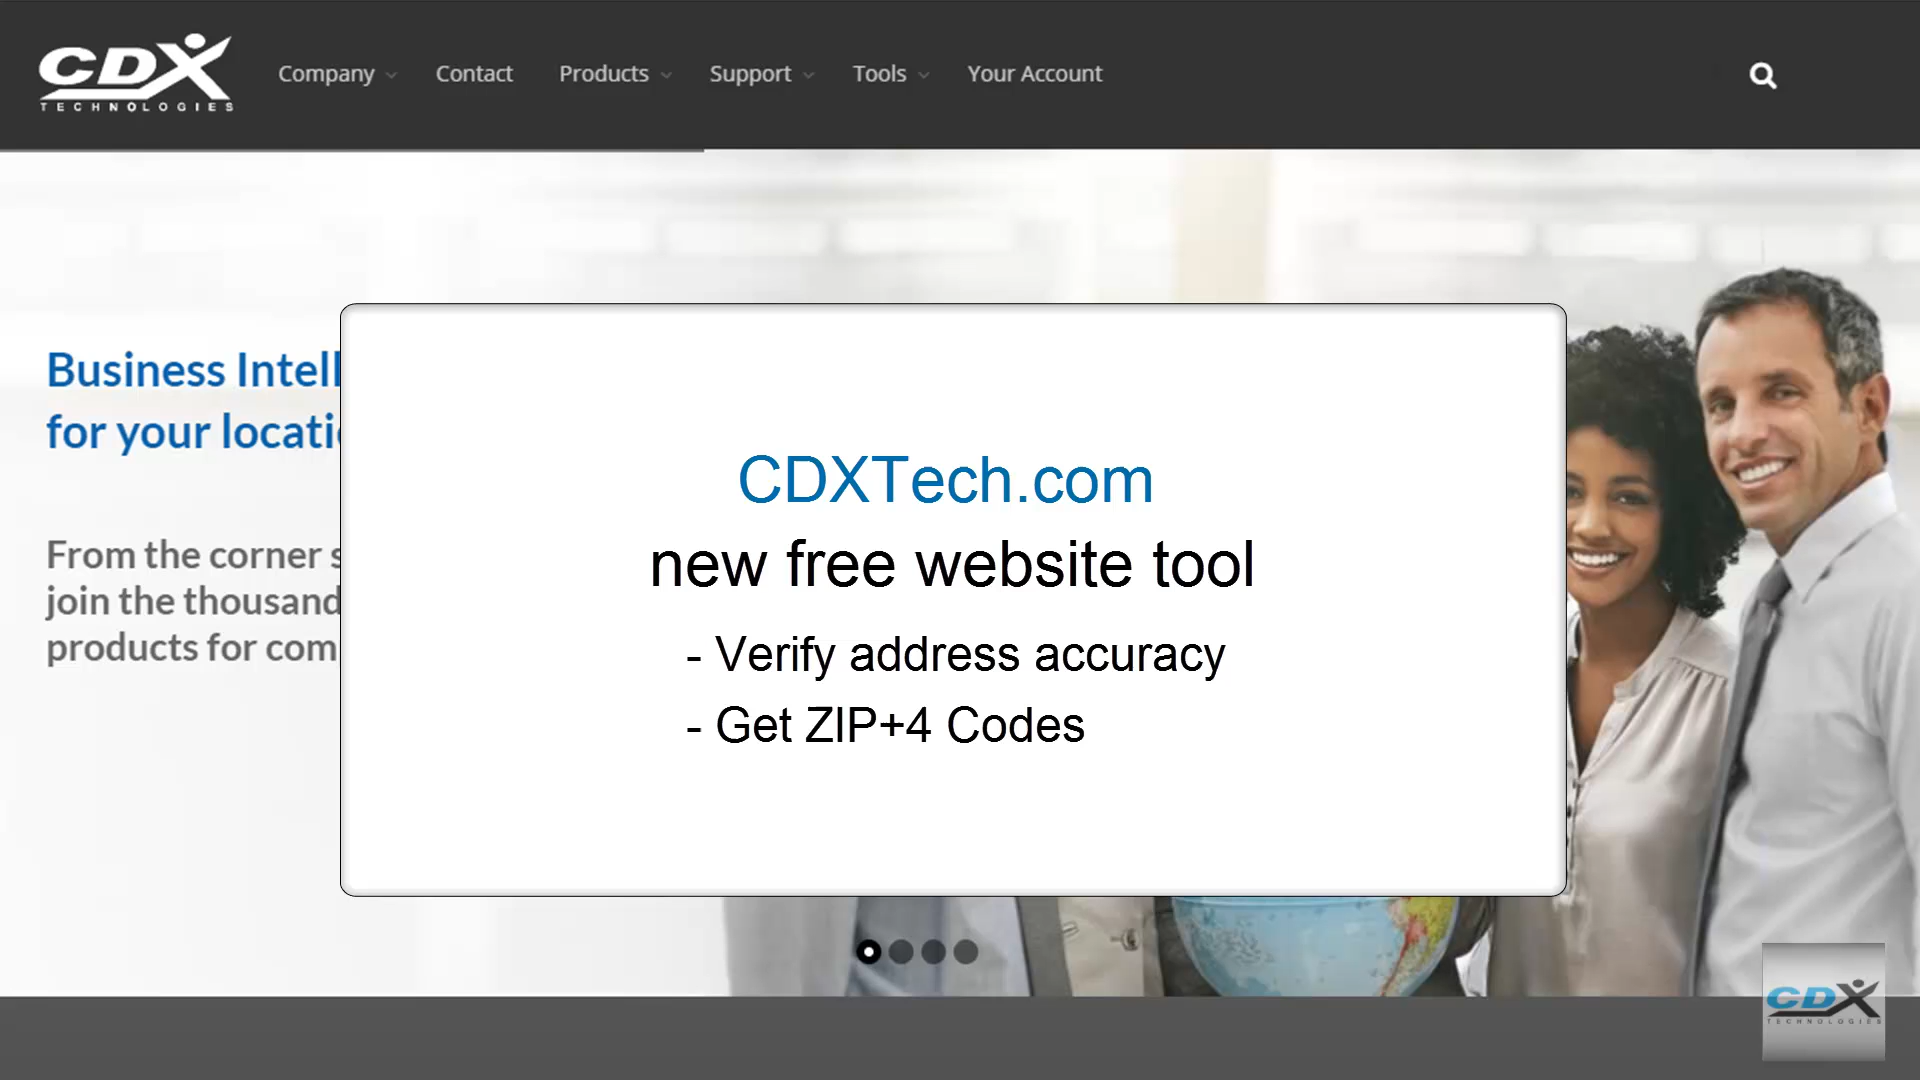 CDX
TECHNOLOGIES
Company
Contact
Products
Support
Tools
Your Account
Business Intell
for your locati
From the corner s
join the thousand
products for com
CDXTech.com
new free website tool
- Verify address accuracy
- Get ZIP+4 Codes
CDX
TECHNOLOGIES